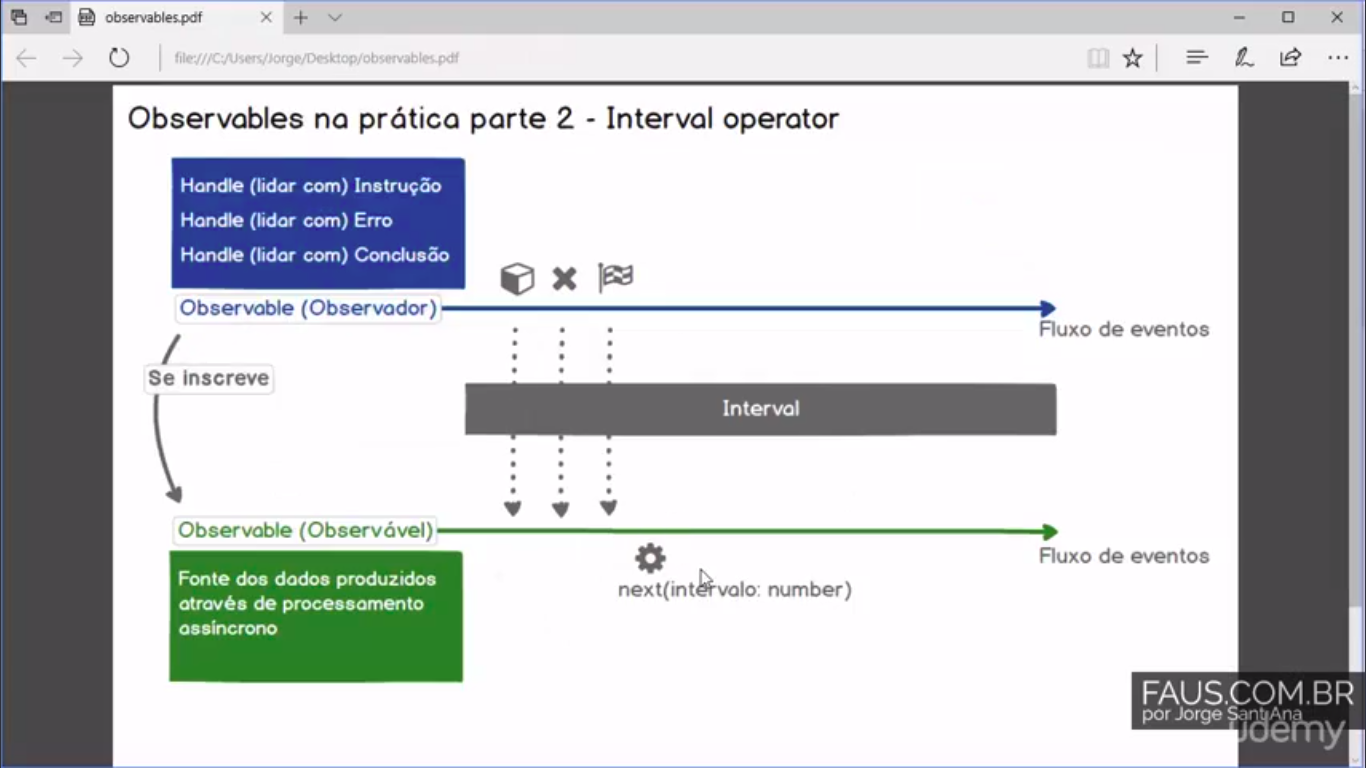 observables.pdf
file:///C:/Users/Jorge/Desktop/observables.pdf
Observables na prática parte 2 - Interval operator
Handle (lidar com) Instrução
Handle (lidar com) Erro
Handle (lidar com) Conclusão
Observable (Observador)
Fluxo de eventos
Se inscreve
Interval
Observable (Observável)
Fluxo de eventos
Fonte dos dados produzidos
através de processamento
assíncrono
next(intervalo: number)
FAUS.COM.BR
por Jorge Sant Ana
udemy